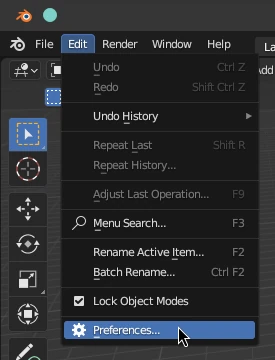 File Edit Render Window Help La
Undo Ctrl Z
Redo Shift Ctrl Z
Undo History
Repeat Last Shift R
Repeat History...
Adjust Last Operation... F9
Menu Search... F3
Rename Active Item... F2
Batch Rename... Ctrl F2
Lock Object Modes
Preferences...